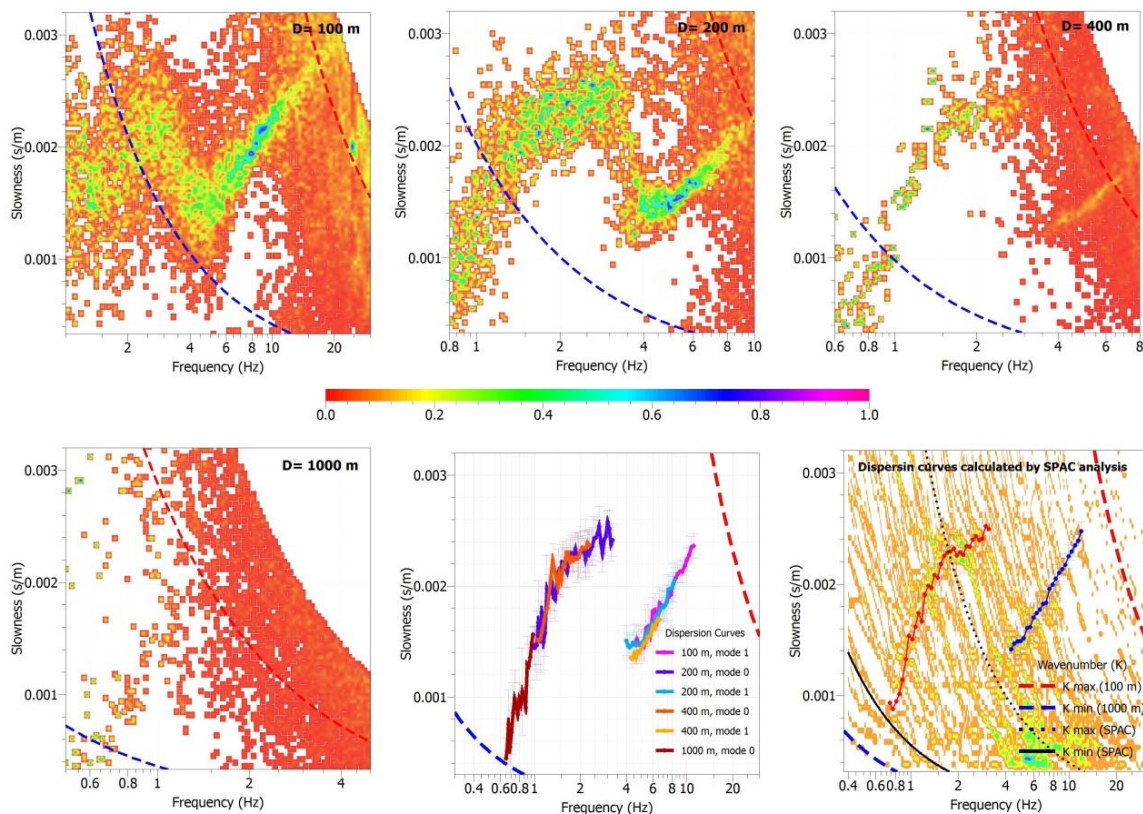 D= 100 m
0.003
0.002
0.001
Slowness (s/m)
2 4 6 8 10 20
Frequency (Hz)
D= 200 m
0.003
0.002
0.001
Slowness (s/m)
0.8 1 2 4 6 8 10
Frequency (Hz)
D= 400 m
0.003
0.002
0.001
Slowness (s/m)
0.6 0.8 1 2 4 6 8
Frequency (Hz)
0.0 0.2 0.4 0.6 0.8 1.0
D= 1000 m
0.003
0.002
0.001
Slowness (s/m)
0.6 0.8 1 2 4
Frequency (Hz)
0.003
0.002
0.001
Slowness (s/m)
Dispersion Curves
100 m, mode 1
200 m, mode 0
200 m, mode 1
400 m, mode 0
400 m, mode 1
1000 m, mode 0
0.4 0.60.81 2 4 6 8 10 20
Frequency (Hz)
Dispersin curves calculated by SPAC analysis
0.003
0.002
0.001
Slowness (s/m)
Wavenumber (K)
K max (100 m)
K min (1000 m)
K max (SPAC)
K min (SPAC)
0.4 0.60.81 2 4 6 8 10 20
Frequency (Hz)